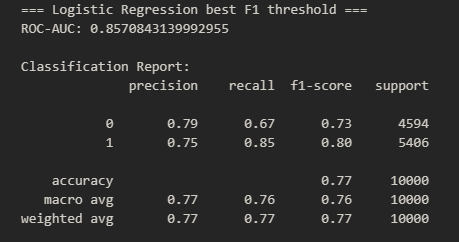 === Logistic Regression best F1 threshold ===
ROC-AUC: 0.8570843139992955
Classification Report:
precision recall f1-score support
0 0.79 0.67 0.73 4594
1 0.75 0.85 0.80 5406
accuracy 0.77 10000
macro avg 0.77 0.76 0.76 10000
weighted avg 0.77 0.77 0.77 10000